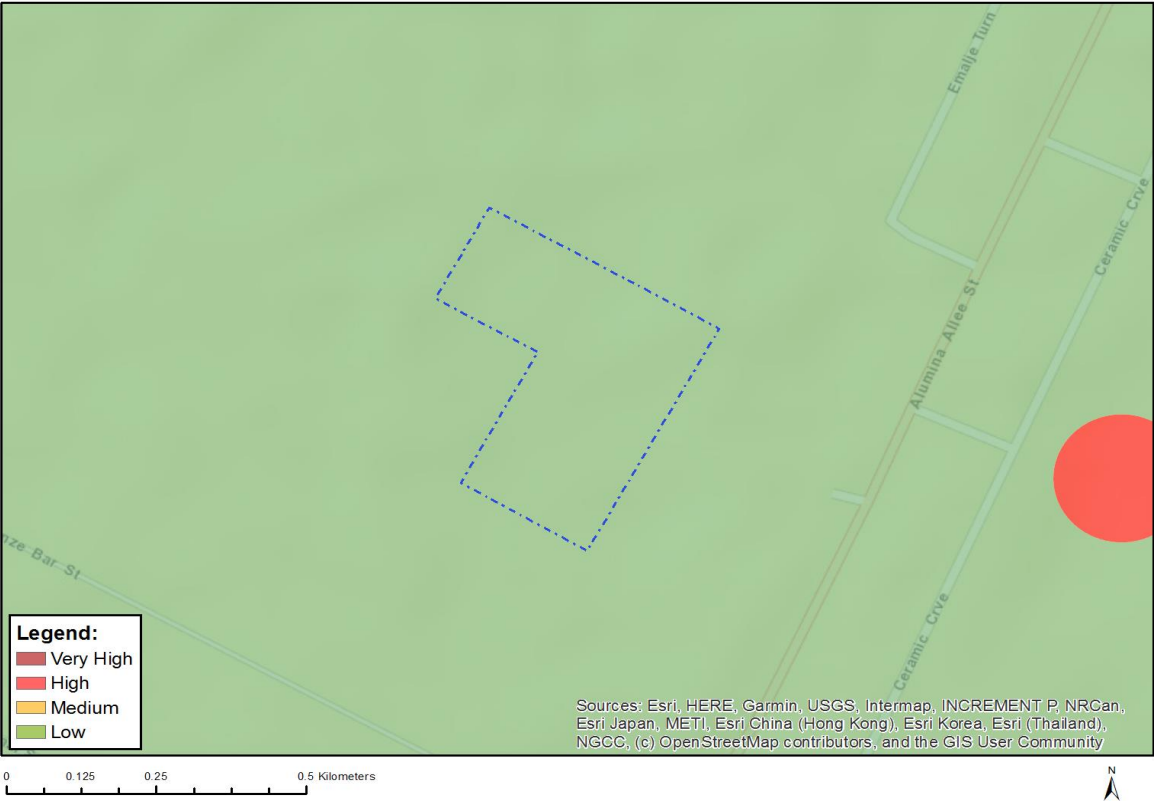 Emalje Turn
Ceramic Crve
Alumina Allee St
nze Bar St
Ceramic Crve
Legend:
Very High
High
Medium
Low
Sources: Esri, HERE, Garmin, USGS, Intermap, INCREMENT P, NRCan,
Esri Japan, METI, Esri China (Hong Kong), Esri Korea, Esri (Thailand),
NGCC, (c) OpenStreetMap contributors, and the GIS User Community
0 0.125 0.25 0.5 Kilometers
N